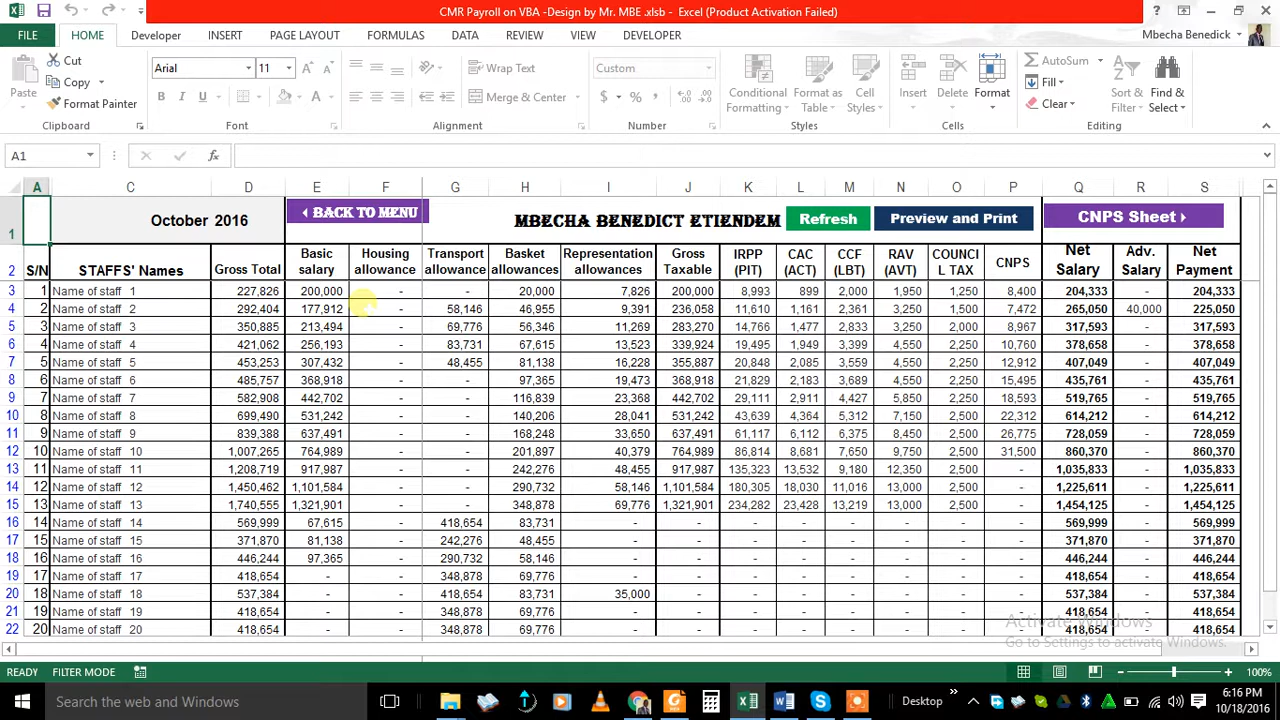 CMR Payroll on VBA -Design by Mr. MBE .xlsb - Excel (Product Activation Failed)
FILE HOME Developer INSERT PAGE LAYOUT FORMULAS DATA REVIEW VIEW DEVELOPER Mbecha Benedick
Cut Arial 11 Wrap Text Custom AutoSum
Copy Fill
Paste Format Painter Merge & Center $ % , Conditional Formatting Format as Table Cell Styles Insert Delete Format Clear Sort & Filter Find & Select
Clipboard Font Alignment Number Styles Cells Editing
A1
A C D E F G H I J K L M N O P Q R S
1 October 2016 BACK TO MENU MBECHA BENEDICT ETIENDEM Refresh Preview and Print CNPS Sheet
2 S/N STAFFS' Names Gross Total Basic salary Housing allowance Transport allowance Basket allowances Representation allowances Gross Taxable IRPP (PIT) CAC (ACT) CCF (LBT) RAV (AVT) COUNCI L TAX CNPS Net Salary Adv. Salary Net Payment
3 1 Name of staff 1 227,826 200,000 - - 20,000 7,826 200,000 8,993 899 2,000 1,950 1,250 8,400 204,333 - 204,333
4 2 Name of staff 2 292,404 177,912 - 58,146 46,955 9,391 236,058 11,610 1,161 2,361 3,250 1,500 7,472 265,050 40,000 225,050
5 3 Name of staff 3 350,885 213,494 - 69,776 56,346 11,269 283,270 14,766 1,477 2,833 3,250 2,000 8,967 317,593 - 317,593
6 4 Name of staff 4 421,062 256,193 - 83,731 67,615 13,523 339,924 19,495 1,949 3,399 4,550 2,250 10,760 378,658 - 378,658
7 5 Name of staff 5 453,253 307,432 - 48,455 81,138 16,228 355,887 20,848 2,085 3,559 4,550 2,250 12,912 407,049 - 407,049
8 6 Name of staff 6 485,757 368,918 - - 97,365 19,473 368,918 21,829 2,183 3,689 4,550 2,250 15,495 435,761 - 435,761
9 7 Name of staff 7 582,908 442,702 - - 116,839 23,368 442,702 29,111 2,911 4,427 5,850 2,250 18,593 519,765 - 519,765
10 8 Name of staff 8 699,490 531,242 - - 140,206 28,041 531,242 43,639 4,364 5,312 7,150 2,500 22,312 614,212 - 614,212
11 9 Name of staff 9 839,388 637,491 - - 168,248 33,650 637,491 61,117 6,112 6,375 8,450 2,500 26,775 728,059 - 728,059
12 10 Name of staff 10 1,007,265 764,989 - - 201,897 40,379 764,989 86,814 8,681 7,650 9,750 2,500 31,500 860,370 - 860,370
13 11 Name of staff 11 1,208,719 917,987 - - 242,276 48,455 917,987 135,323 13,532 9,180 12,350 2,500 - 1,035,833 - 1,035,833
14 12 Name of staff 12 1,450,462 1,101,584 - - 290,732 58,146 1,101,584 180,305 18,030 11,016 13,000 2,500 - 1,225,611 - 1,225,611
15 13 Name of staff 13 1,740,555 1,321,901 - - 348,878 69,776 1,321,901 234,282 23,428 13,219 13,000 2,500 - 1,454,125 - 1,454,125
16 14 Name of staff 14 569,999 67,615 - 418,654 83,731 - - - - - - - - 569,999 - 569,999
17 15 Name of staff 15 371,870 81,138 - 242,276 48,455 - - - - - - - - 371,870 - 371,870
18 16 Name of staff 16 446,244 97,365 - 290,732 58,146 - - - - - - - - 446,244 - 446,244
19 17 Name of staff 17 418,654 - - 348,878 69,776 - - - - - - - - 418,654 - 418,654
20 18 Name of staff 18 537,384 - - 418,654 83,731 35,000 - - - - - - - 537,384 - 537,384
21 19 Name of staff 19 418,654 - - 348,878 69,776 - - - - - - - - 418,654 - 418,654
22 20 Name of staff 20 418,654 - - 348,878 69,776 - - - - - - - - 418,654 - 418,654
Activate Windows
Go to Settings to activate Windows.
READY FILTER MODE 100%
Search the web and Windows Desktop 6:16 PM
10/18/2016